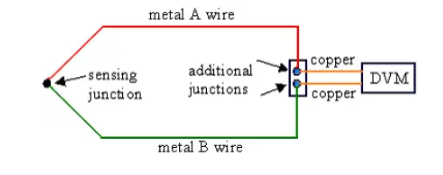 metal A wire
copper
sensing
junction
additional
junctions
DVM
copper
metal B wire